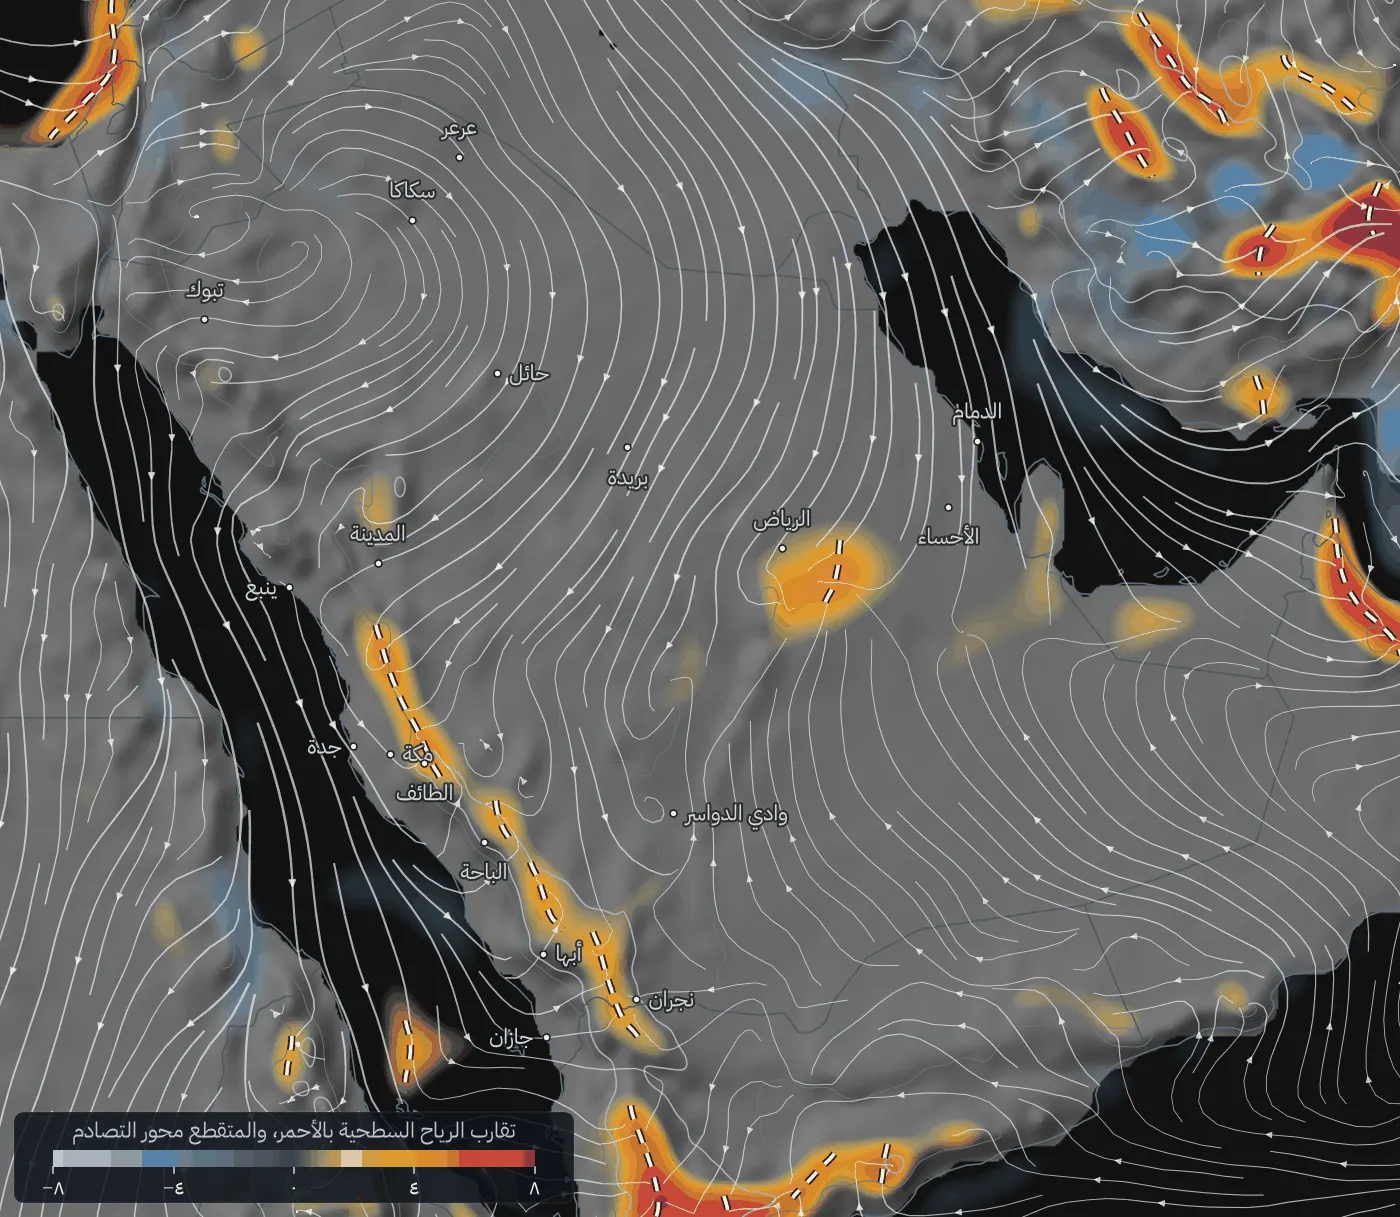 عرعر
سكاكا
تبوك
حائل
الدمام
بريدة
الرياض
المدينة
الأحساء
ينبع
جدة
مكة
الطائف
وادي الدواسر
الباحة
أبها
نجران
جازان
تقارب الرياح السطحية بالأحمر، والمتقطع محور التصادم
−٨ −٤ ٠ ٤ ٨